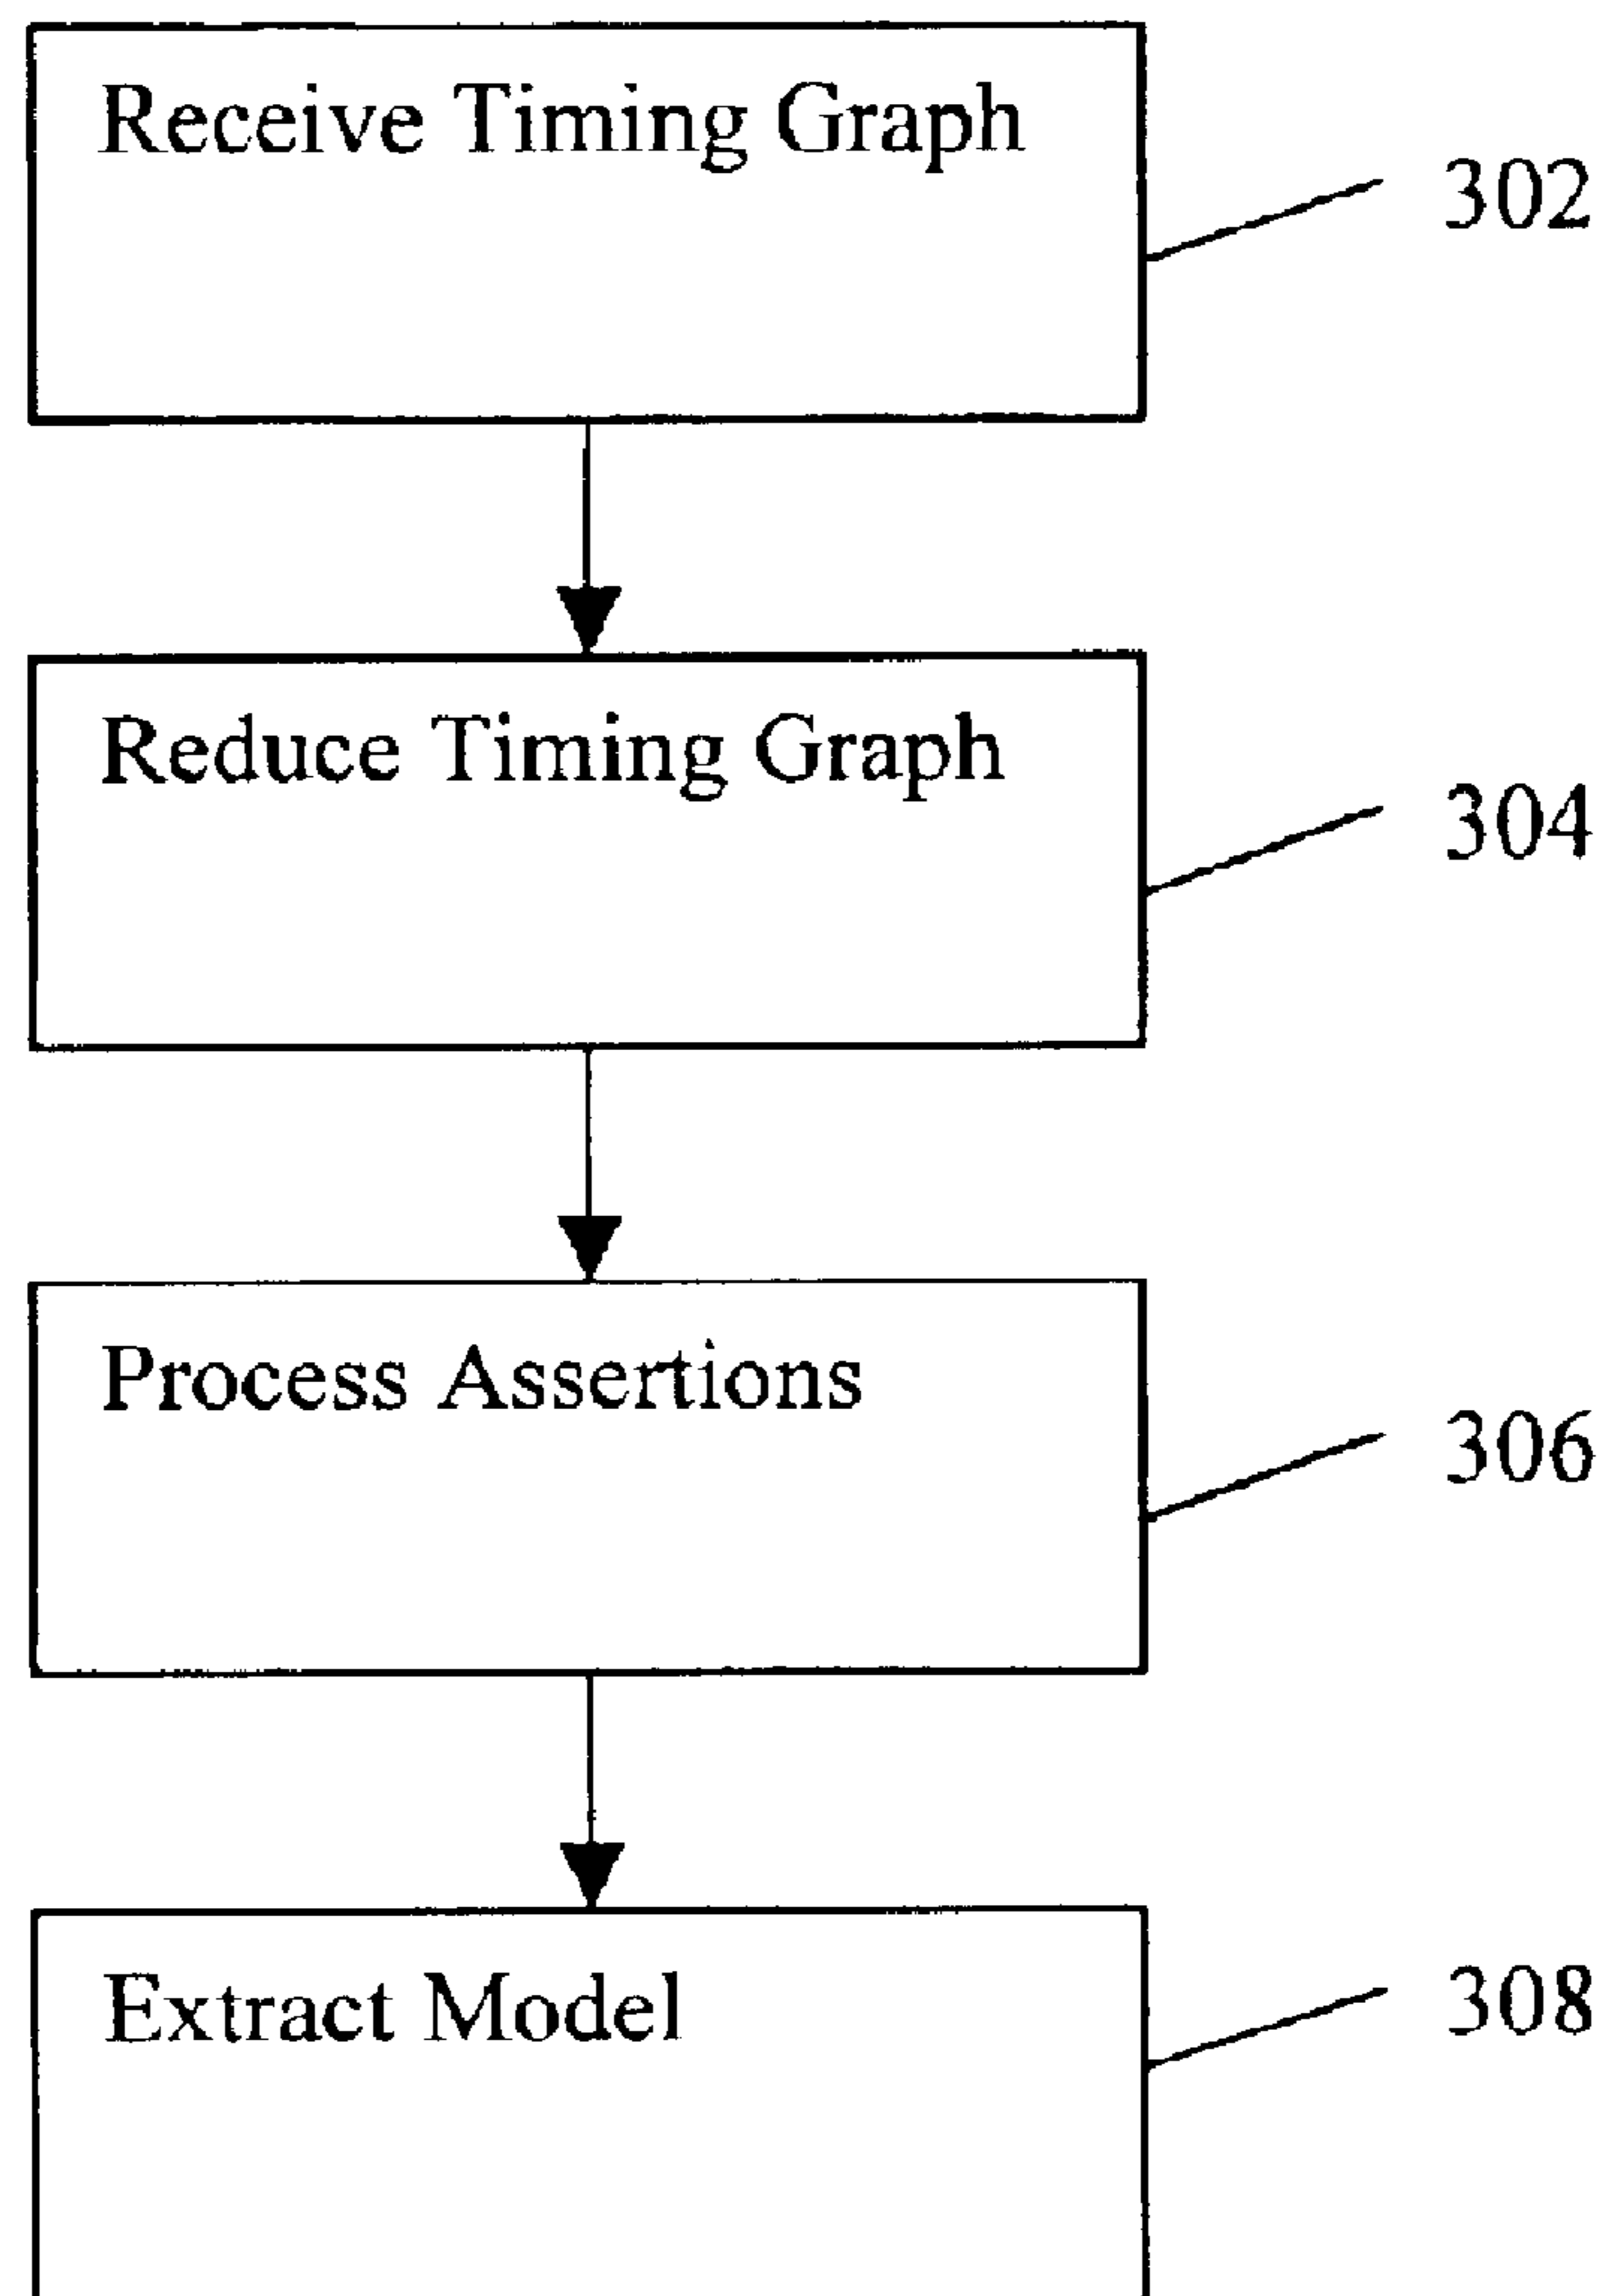 Receive Timing Graph
302
Reduce Timing Graph
304
Process Assertions
306
Extract Model
308